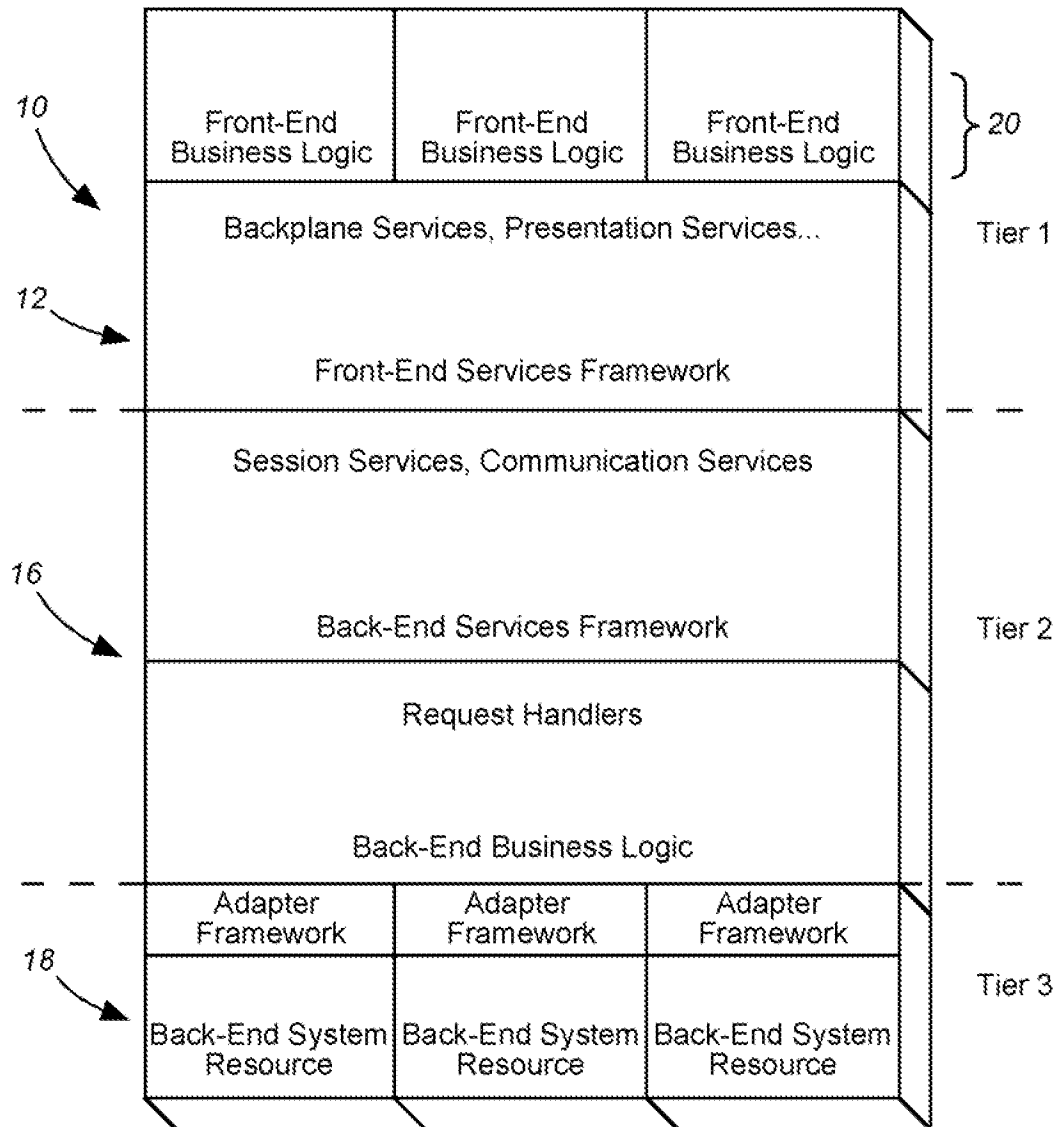 Front-End Front-End Front-End
Business Logic Business Logic Business Logic
10
20
Backplane Services, Presentation Services...
Tier 1
12
Front-End Services Framework
Session Services, Communication Services
16
Back-End Services Framework
Tier 2
Request Handlers
Back-End Business Logic
Adapter Adapter Adapter
Framework Framework Framework
18
Tier 3
Back-End System Back-End System Back-End System
Resource Resource Resource